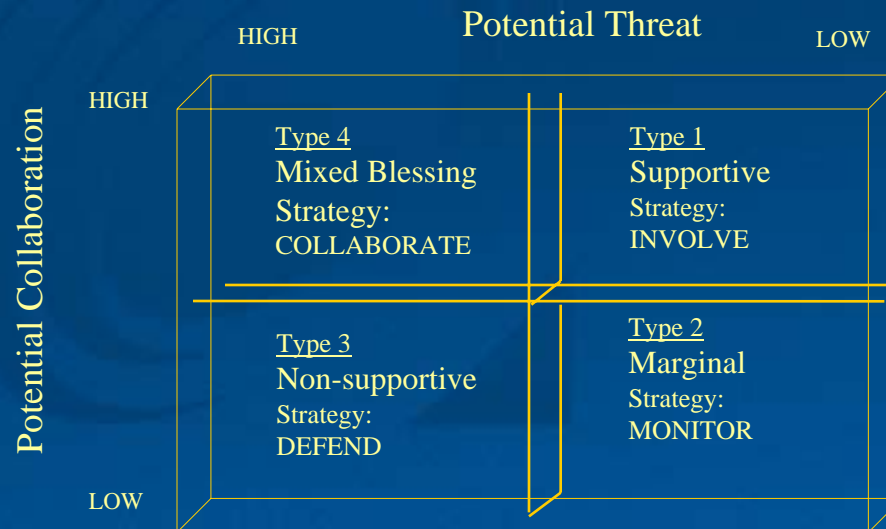 Potential Threat
HIGH
LOW
Potential Collaboration
HIGH
Type 4
Mixed Blessing
Strategy:
COLLABORATE
Type 1
Supportive
Strategy:
INVOLVE
Type 3
Non-supportive
Strategy:
DEFEND
Type 2
Marginal
Strategy:
MONITOR
LOW